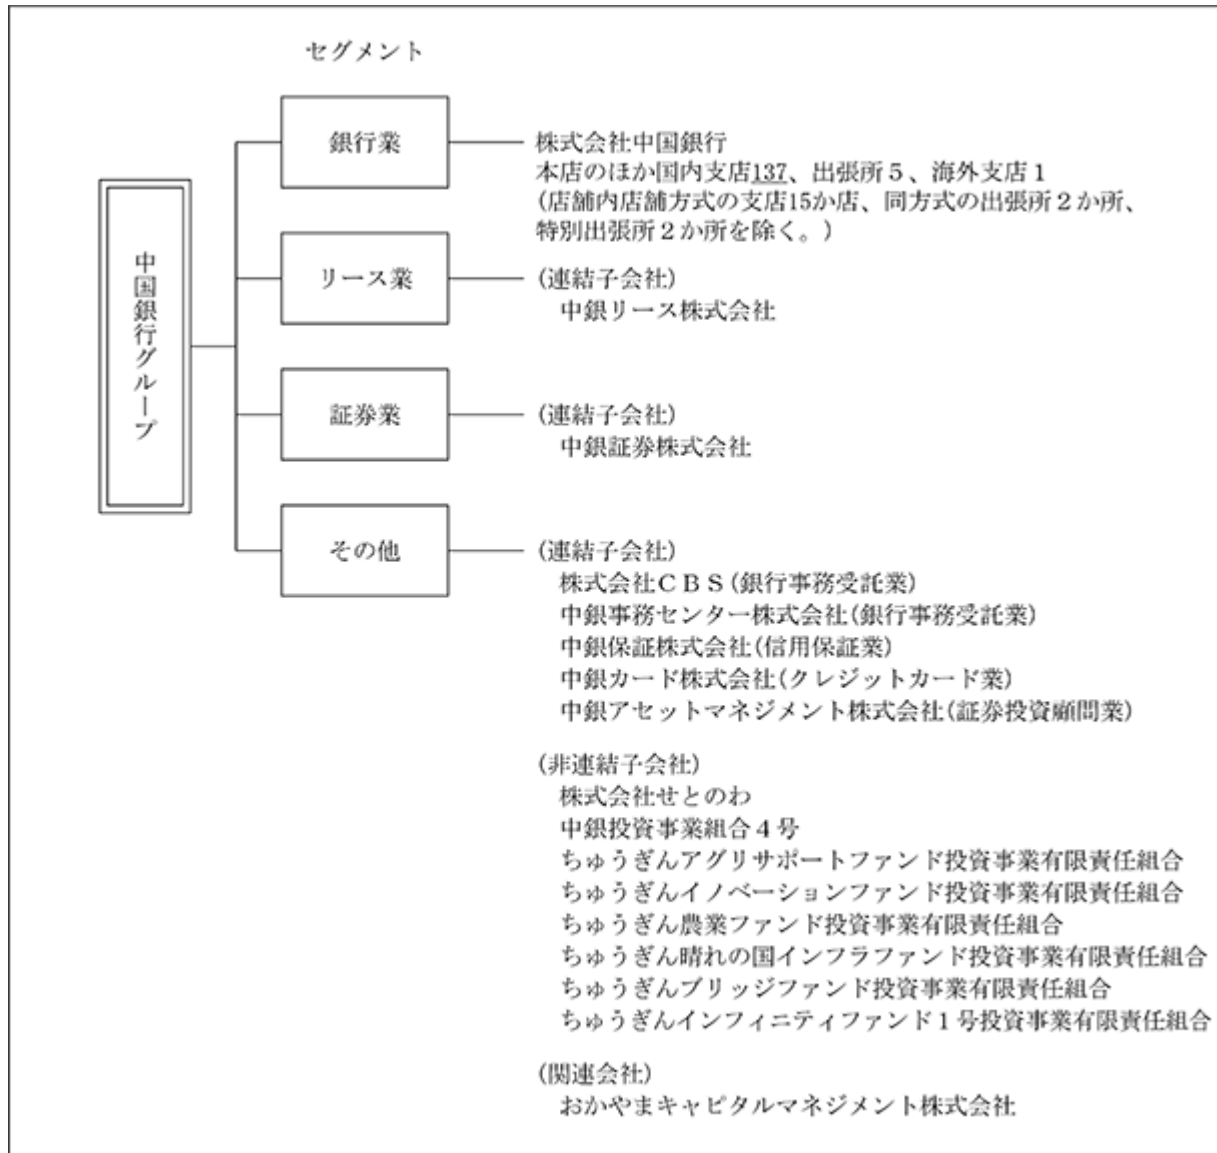 セグメント
中国銀行グループ
銀行業
株式会社中国銀行
本店のほか国内支店137、出張所５、海外支店１
(店舗内店舗方式の支店15か店、同方式の出張所２か所、
特別出張所２か所を除く。)
リース業
(連結子会社)
中銀リース株式会社
証券業
(連結子会社)
中銀証券株式会社
その他
(連結子会社)
株式会社ＣＢＳ(銀行事務受託業)
中銀事務センター株式会社(銀行事務受託業)
中銀保証株式会社(信用保証業)
中銀カード株式会社(クレジットカード業)
中銀アセットマネジメント株式会社(証券投資顧問業)
(非連結子会社)
株式会社せとのわ
中銀投資事業組合４号
ちゅうぎんアグリサポートファンド投資事業有限責任組合
ちゅうぎんイノベーションファンド投資事業有限責任組合
ちゅうぎん農業ファンド投資事業有限責任組合
ちゅうぎん晴れの国インフラファンド投資事業有限責任組合
ちゅうぎんブリッジファンド投資事業有限責任組合
ちゅうぎんインフィニティファンド１号投資事業有限責任組合
(関連会社)
おかやまキャピタルマネジメント株式会社